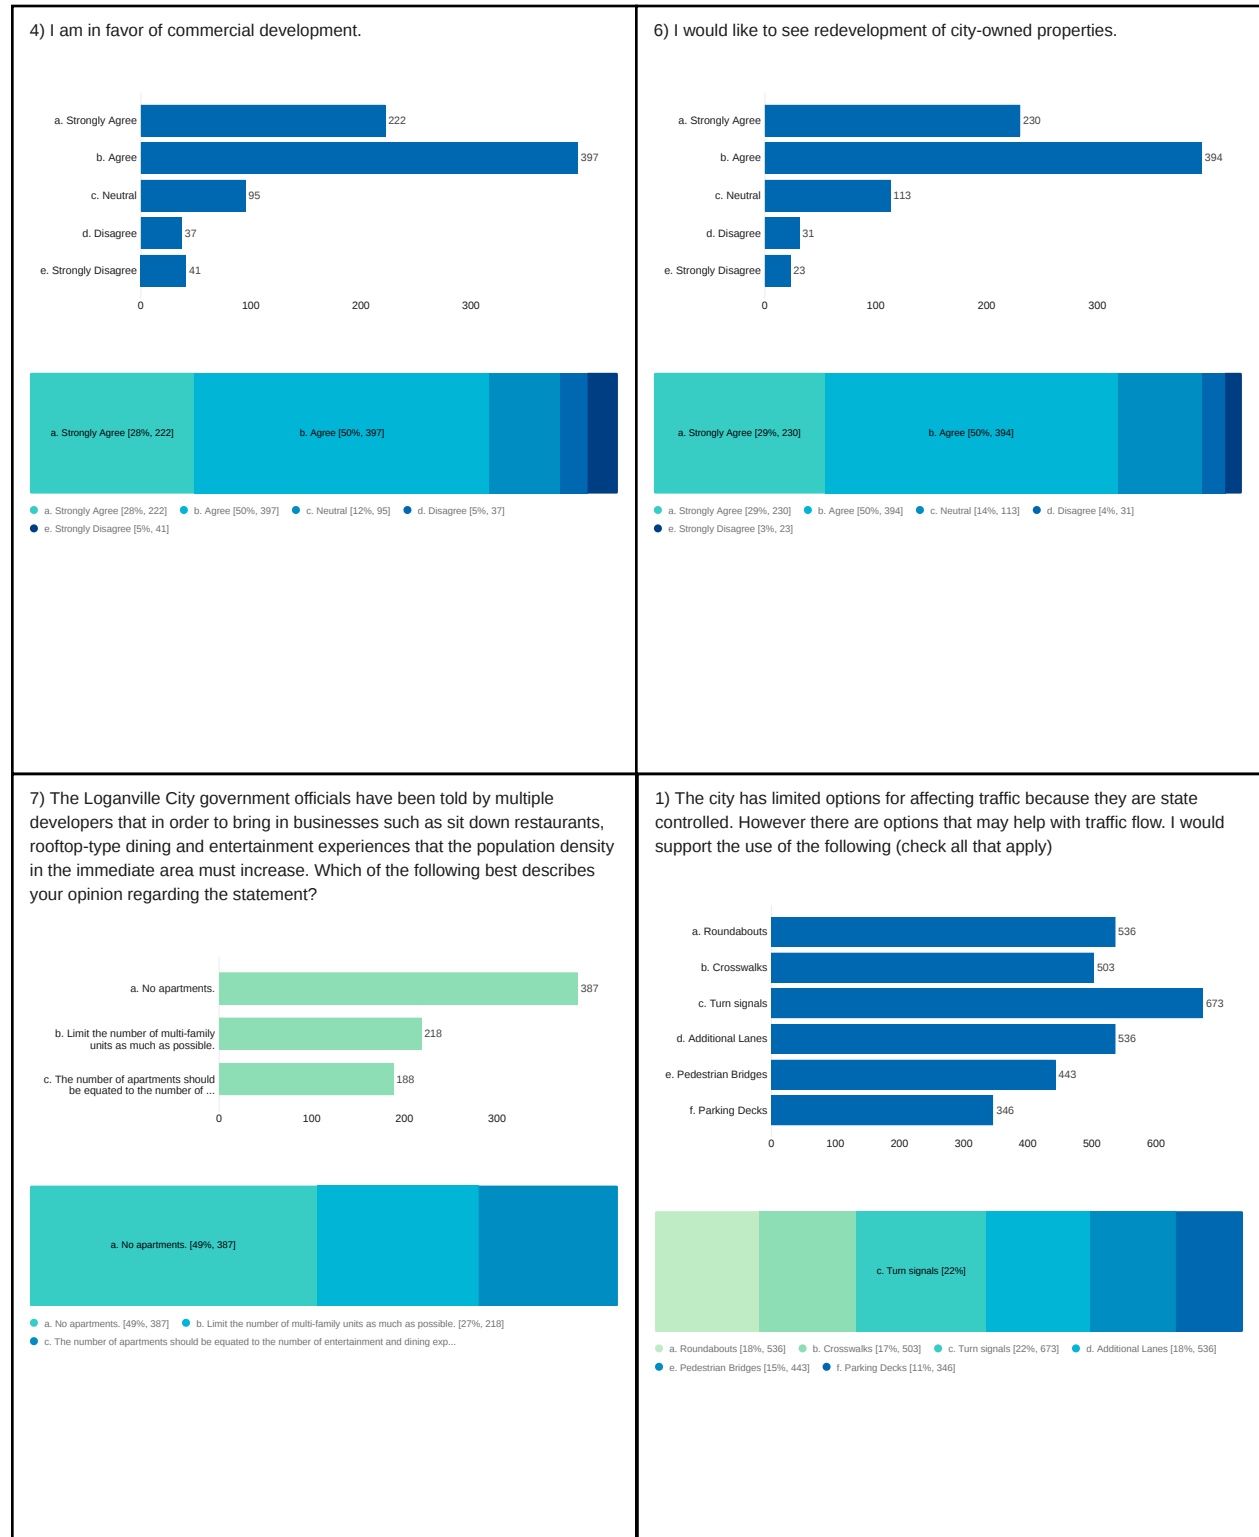 4) I am in favor of commercial development.
a. Strongly Agree
222
b. Agree
397
c. Neutral
95
d. Disagree
37
e. Strongly Disagree
41
0 100 200 300
a. Strongly Agree [28%, 222]
b. Agree [50%, 397]
a. Strongly Agree [28%, 222] b. Agree [50%, 397] c. Neutral [12%, 95] d. Disagree [5%, 37]
e. Strongly Disagree [5%, 41]
6) I would like to see redevelopment of city-owned properties.
a. Strongly Agree
230
b. Agree
394
c. Neutral
113
d. Disagree
31
e. Strongly Disagree
23
0 100 200 300
a. Strongly Agree [29%, 230]
b. Agree [50%, 394]
a. Strongly Agree [29%, 230] b. Agree [50%, 394] c. Neutral [14%, 113] d. Disagree [4%, 31]
e. Strongly Disagree [3%, 23]
7) The Loganville City government officials have been told by multiple
developers that in order to bring in businesses such as sit down restaurants,
rooftop-type dining and entertainment experiences that the population density
in the immediate area must increase. Which of the following best describes
your opinion regarding the statement?
a. No apartments.
387
b. Limit the number of multi-family
units as much as possible.
218
c. The number of apartments should
be equated to the number of ...
188
0 100 200 300
a. No apartments. [49%, 387]
a. No apartments. [49%, 387] b. Limit the number of multi-family units as much as possible. [27%, 218]
c. The number of apartments should be equated to the number of entertainment and dining exp...
1) The city has limited options for affecting traffic because they are state
controlled. However there are options that may help with traffic flow. I would
support the use of the following (check all that apply)
a. Roundabouts
536
b. Crosswalks
503
c. Turn signals
673
d. Additional Lanes
536
e. Pedestrian Bridges
443
f. Parking Decks
346
0 100 200 300 400 500 600
c. Turn signals [22%]
a. Roundabouts [18%, 536] b. Crosswalks [17%, 503] c. Turn signals [22%, 673] d. Additional Lanes [18%, 536]
e. Pedestrian Bridges [15%, 443] f. Parking Decks [11%, 346]